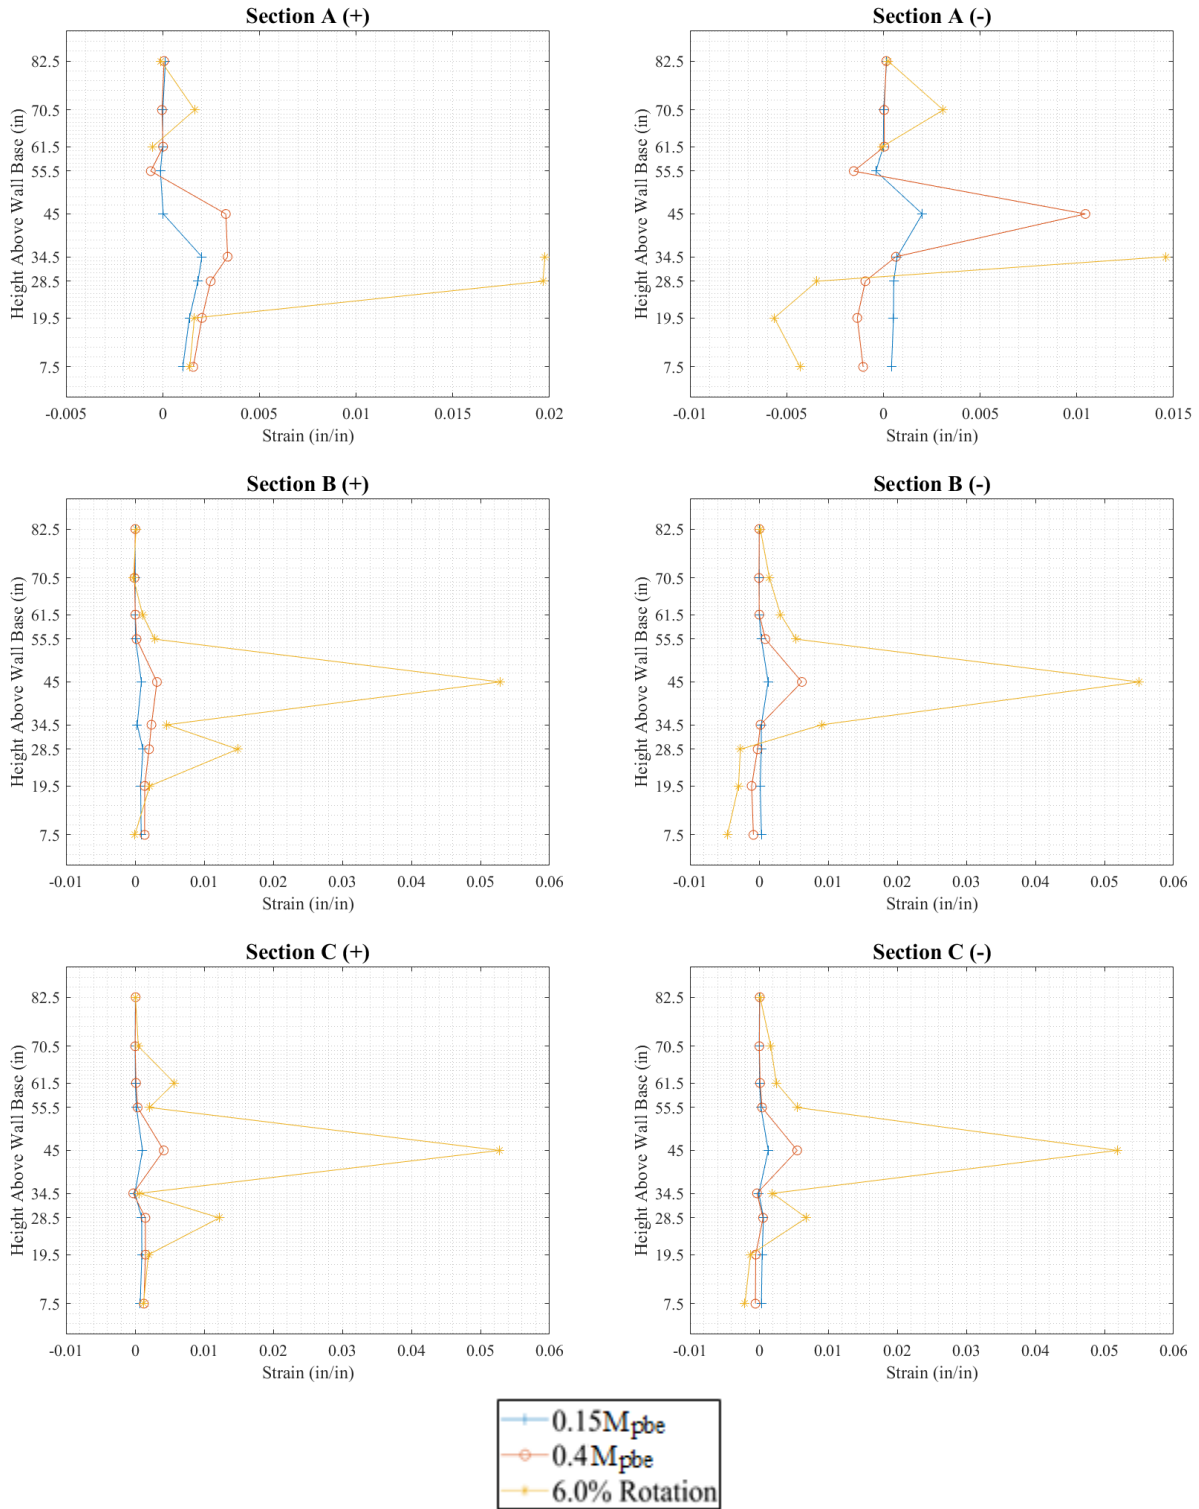 Section A (+)
Height Above Wall Base (in)
82.5
70.5
61.5
55.5
45
34.5
28.5
19.5
7.5
-0.005 0 0.005 0.01 0.015 0.02
Strain (in/in)
Section A (-)
Height Above Wall Base (in)
82.5
70.5
61.5
55.5
45
34.5
28.5
19.5
7.5
-0.01 -0.005 0 0.005 0.01 0.015
Strain (in/in)
Section B (+)
Height Above Wall Base (in)
82.5
70.5
61.5
55.5
45
34.5
28.5
19.5
7.5
-0.01 0 0.01 0.02 0.03 0.04 0.05 0.06
Strain (in/in)
Section B (-)
Height Above Wall Base (in)
82.5
70.5
61.5
55.5
45
34.5
28.5
19.5
7.5
-0.01 0 0.01 0.02 0.03 0.04 0.05 0.06
Strain (in/in)
Section C (+)
Height Above Wall Base (in)
82.5
70.5
61.5
55.5
45
34.5
28.5
19.5
7.5
-0.01 0 0.01 0.02 0.03 0.04 0.05 0.06
Strain (in/in)
Section C (-)
Height Above Wall Base (in)
82.5
70.5
61.5
55.5
45
34.5
28.5
19.5
7.5
-0.01 0 0.01 0.02 0.03 0.04 0.05 0.06
Strain (in/in)
0.15Mpbe
0.4Mpbe
6.0% Rotation